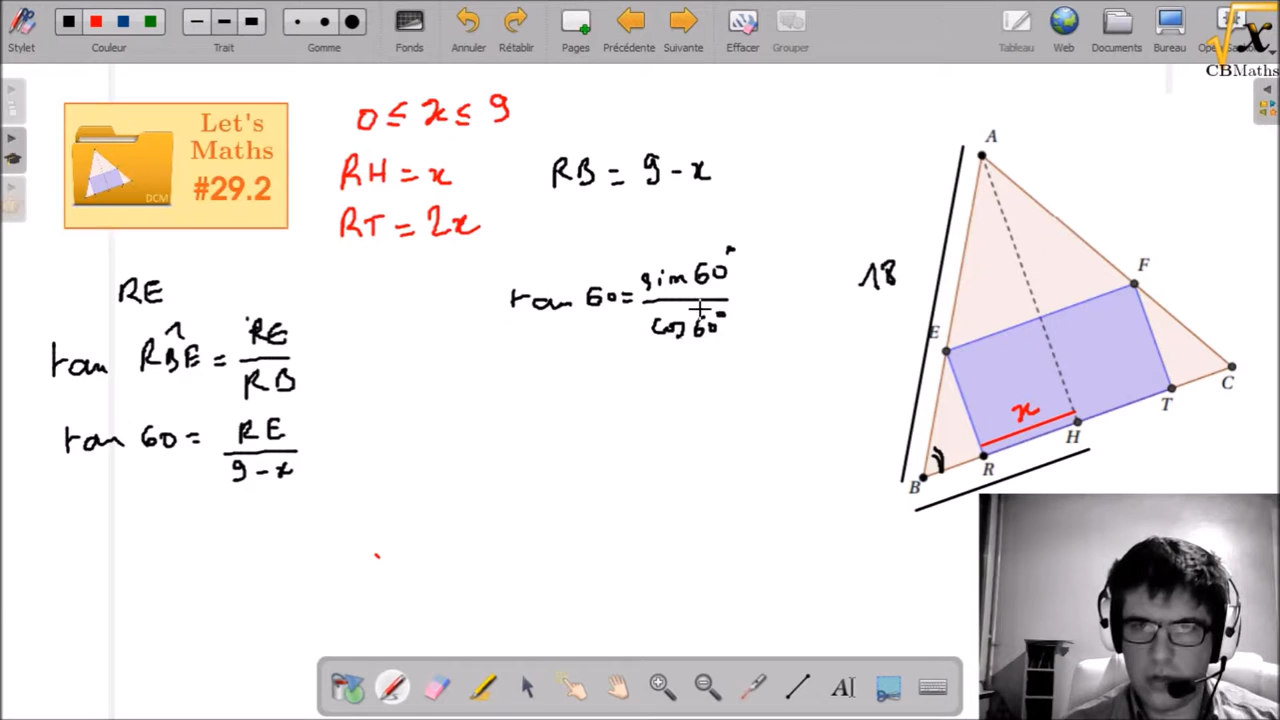 Stylet
Couleur
Trait
Gomme
Fonds
Annuler
Rétablir
Pages
Précédente
Suivante
Effacer
Grouper
Tableau
Web
Documents
Bureau
√x
CBMaths
Let's
Maths
#29.2
DCM
0 ≤ x ≤ 9
RH = x
RB = 9 - x
RT = 2x
RE
tan 60 = sin 60° / cos 60°
tan RBE = RE / RB
tan 60 = RE / 9 - x
18
A
F
E
C
T
x
H
R
B
AI